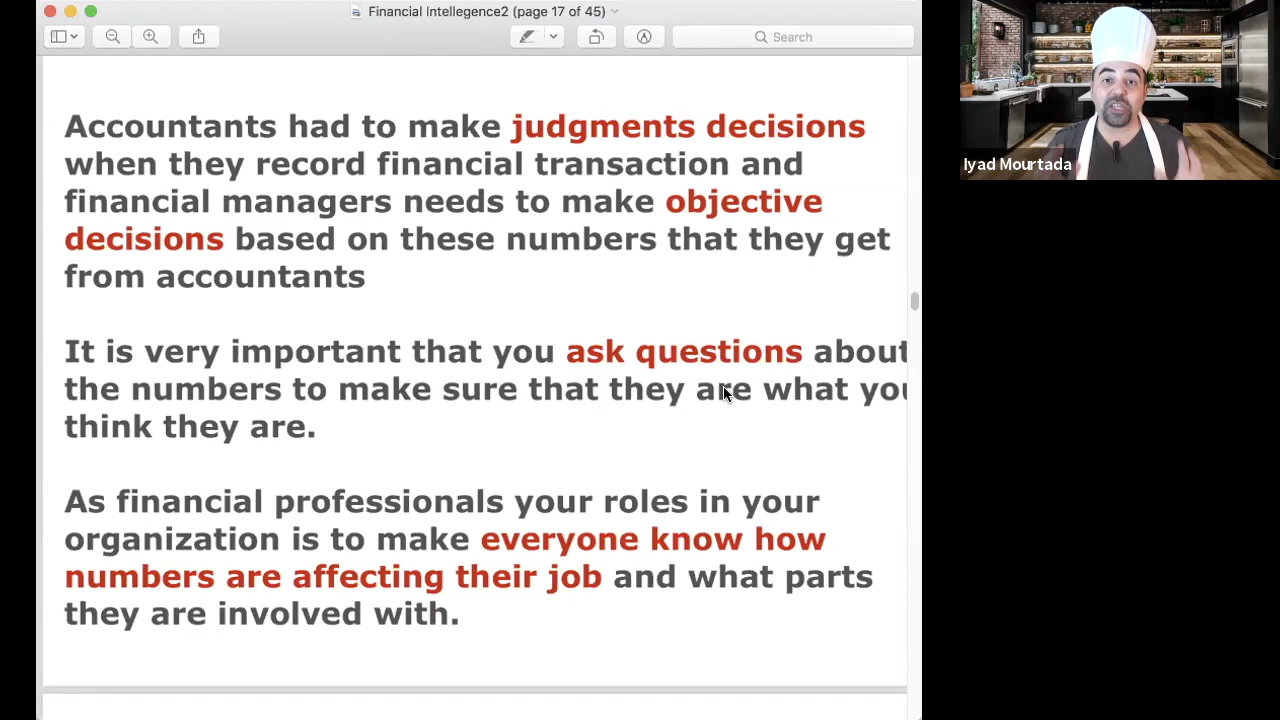 Financial Intellegence2 (page 17 of 45)
Search
Accountants had to make judgments decisions
when they record financial transaction and
financial managers needs to make objective
decisions based on these numbers that they get
from accountants
It is very important that you ask questions about
the numbers to make sure that they are what you
think they are.
As financial professionals your roles in your
organization is to make everyone know how
numbers are affecting their job and what parts
they are involved with.
Iyad Mourtada